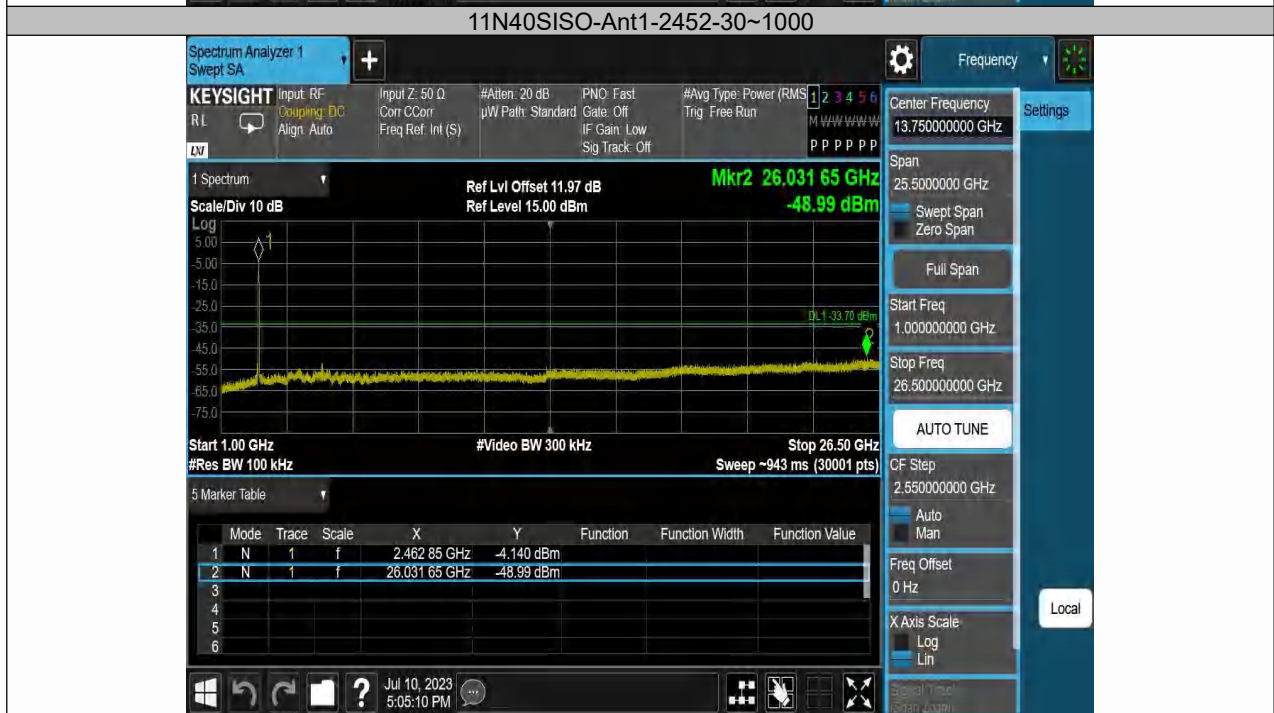 11N40SISO-Ant1-2452-30~1000
Spectrum Analyzer 1
Swept SA
+
Frequency
KEYSIGHT
RL
LXI
Input: RF
Coupling: DC
Align: Auto
Input Z: 50 Ω
Corr CCorr
Freq Ref: Int (S)
#Atten: 20 dB
µW Path: Standard
PNO: Fast
Gate: Off
IF Gain: Low
Sig Track: Off
#Avg Type: Power (RMS
Trig: Free Run
1 2 3 4 5 6
M W W W W W
P P P P P P
Center Frequency
13.750000000 GHz
Settings
1 Spectrum
Scale/Div 10 dB
Ref Lvl Offset 11.97 dB
Ref Level 15.00 dBm
Mkr2 26.031 65 GHz
-48.99 dBm
Span
25.5000000 GHz
Swept Span
Zero Span
Full Span
Log
5.00
-5.00
-15.0
-25.0
-35.0
-45.0
-55.0
-65.0
-75.0
1
DL1 -33.70 dBm
Start Freq
1.000000000 GHz
Stop Freq
26.500000000 GHz
AUTO TUNE
Start 1.00 GHz
#Video BW 300 kHz
Stop 26.50 GHz
#Res BW 100 kHz
Sweep ~943 ms (30001 pts)
CF Step
2.550000000 GHz
Auto
Man
5 Marker Table
Mode Trace Scale X Y Function Function Width Function Value
1 N 1 f 2.462 85 GHz -4.140 dBm
2 N 1 f 26.031 65 GHz -48.99 dBm
3
4
5
6
Freq Offset
0 Hz
Local
X Axis Scale
Log
Lin
?
Jul 10, 2023
5:05:10 PM